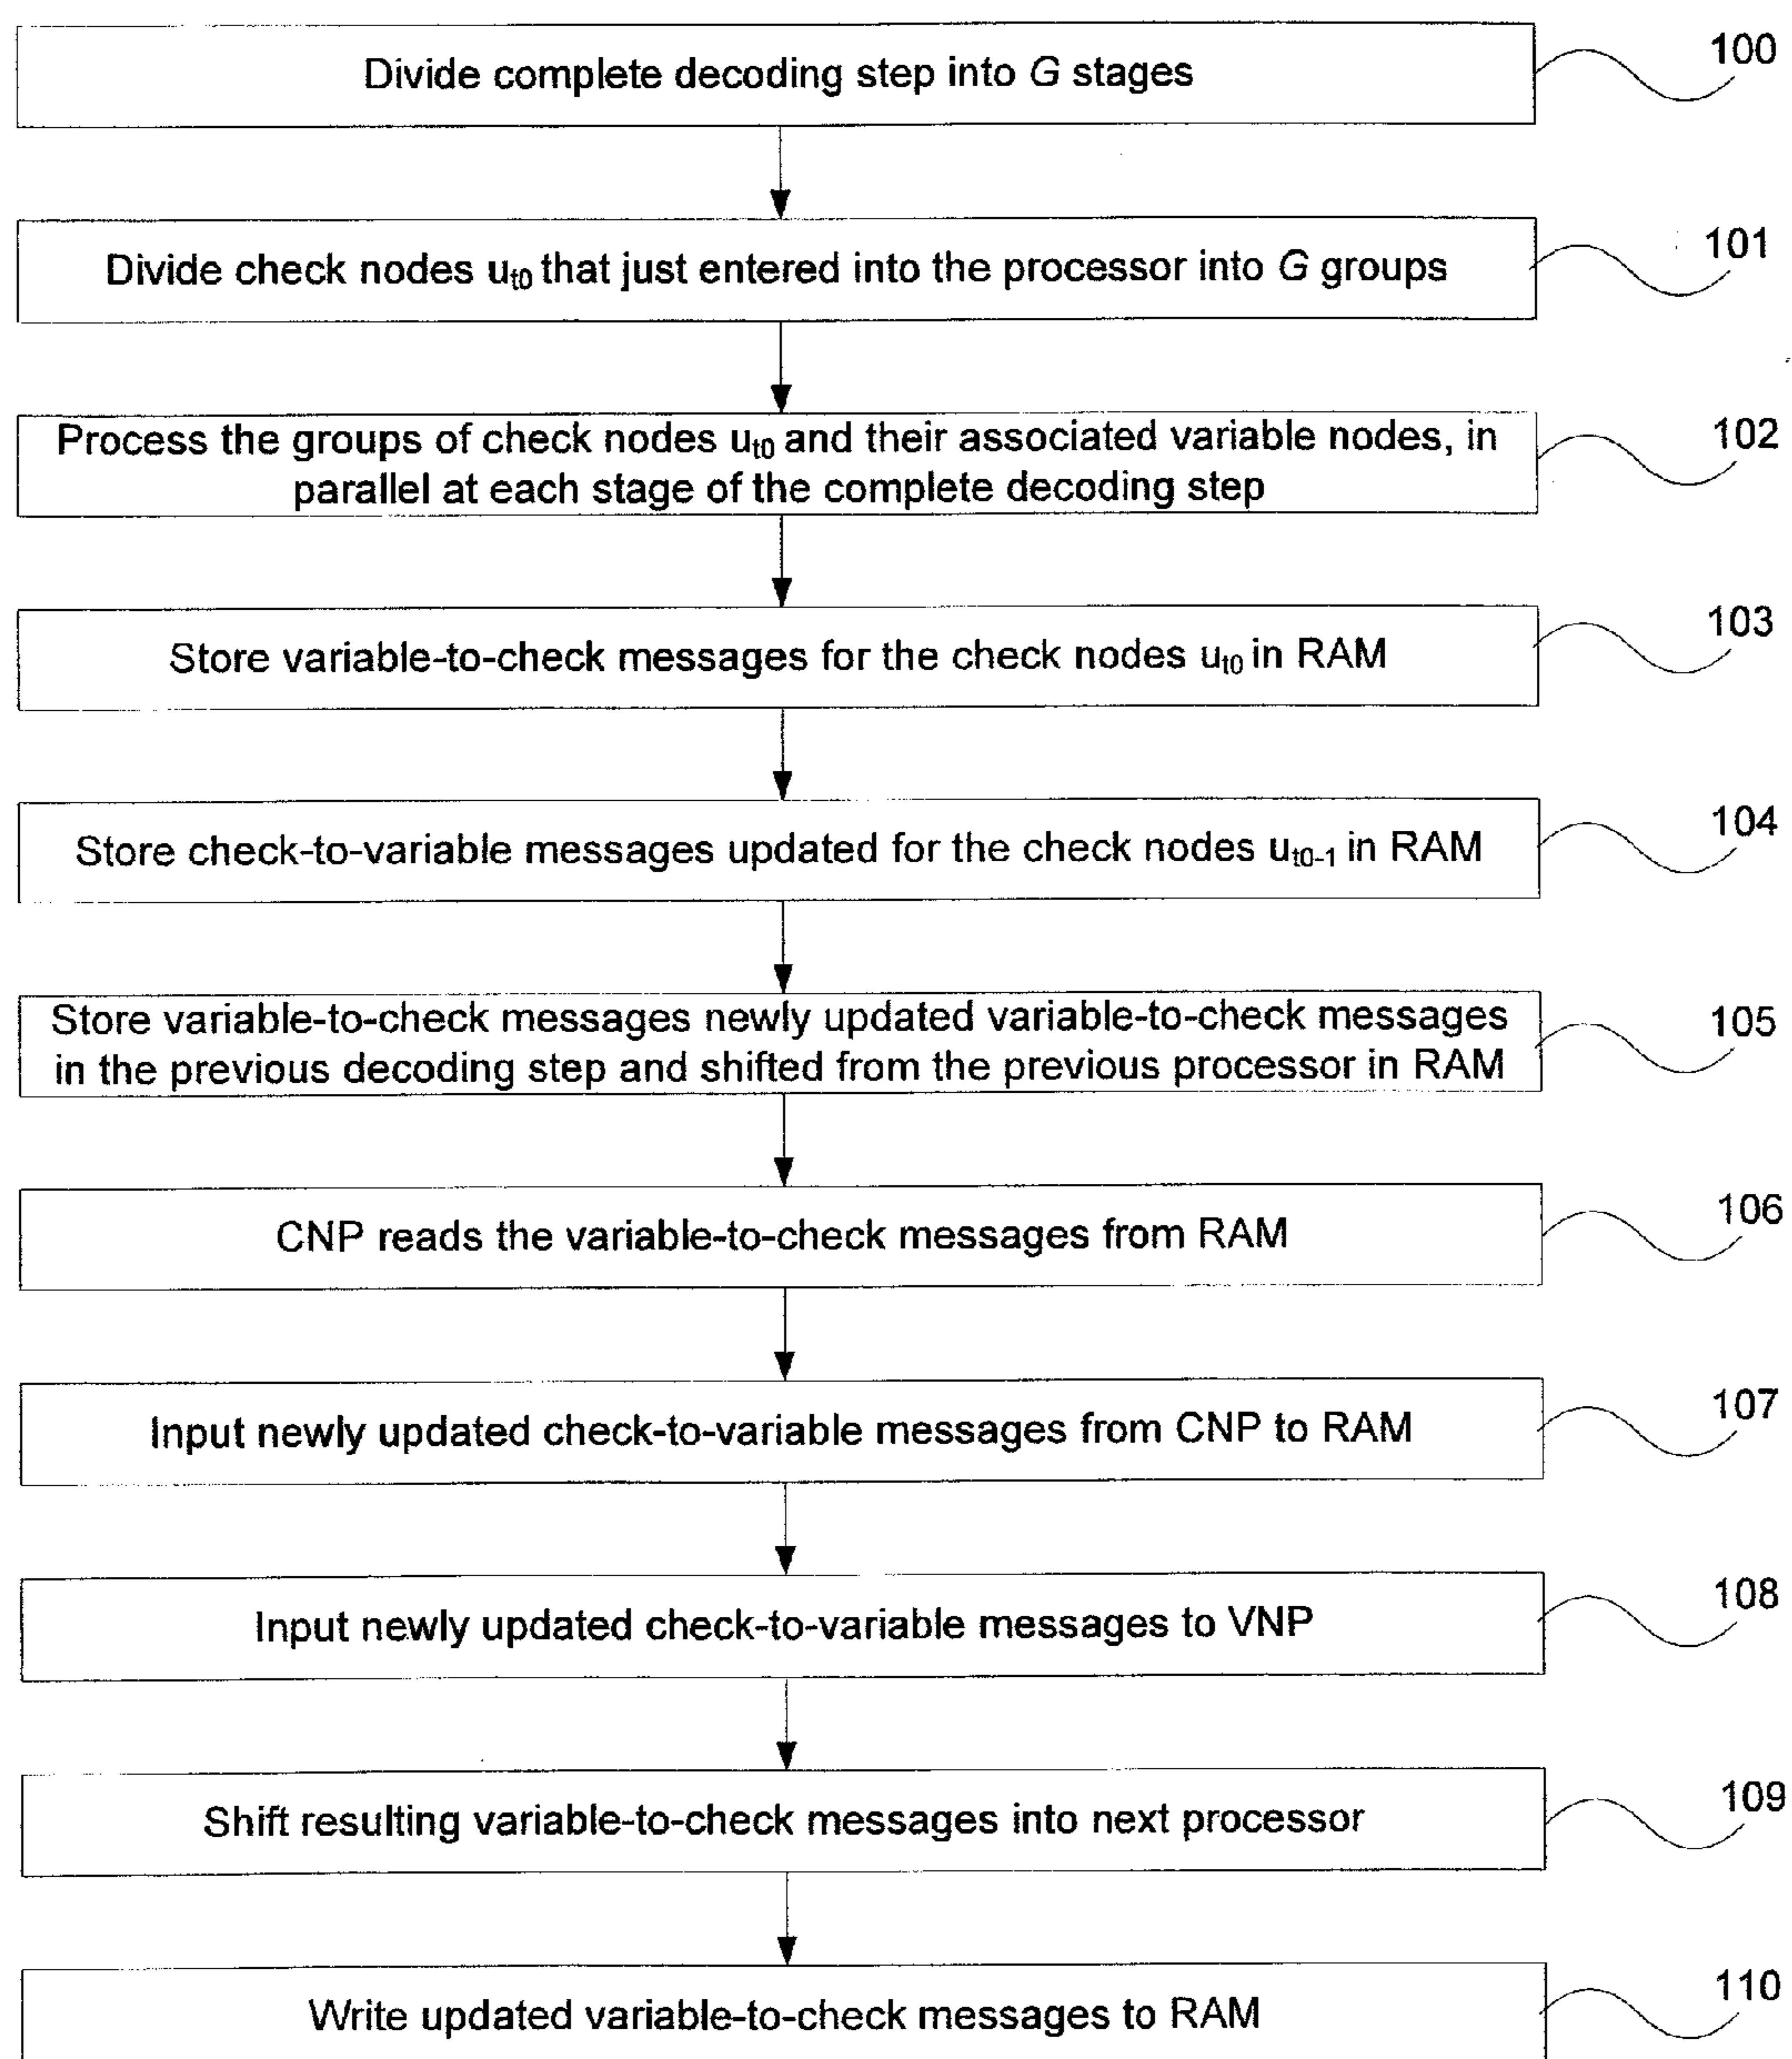 Divide complete decoding step into G stages
100
Divide check nodes ut0 that just entered into the processor into G groups
101
Process the groups of check nodes ut0 and their associated variable nodes, in
parallel at each stage of the complete decoding step
102
Store variable-to-check messages for the check nodes ut0 in RAM
103
Store check-to-variable messages updated for the check nodes ut0-1 in RAM
104
Store variable-to-check messages newly updated variable-to-check messages
in the previous decoding step and shifted from the previous processor in RAM
105
CNP reads the variable-to-check messages from RAM
106
Input newly updated check-to-variable messages from CNP to RAM
107
Input newly updated check-to-variable messages to VNP
108
Shift resulting variable-to-check messages into next processor
109
Write updated variable-to-check messages to RAM
110